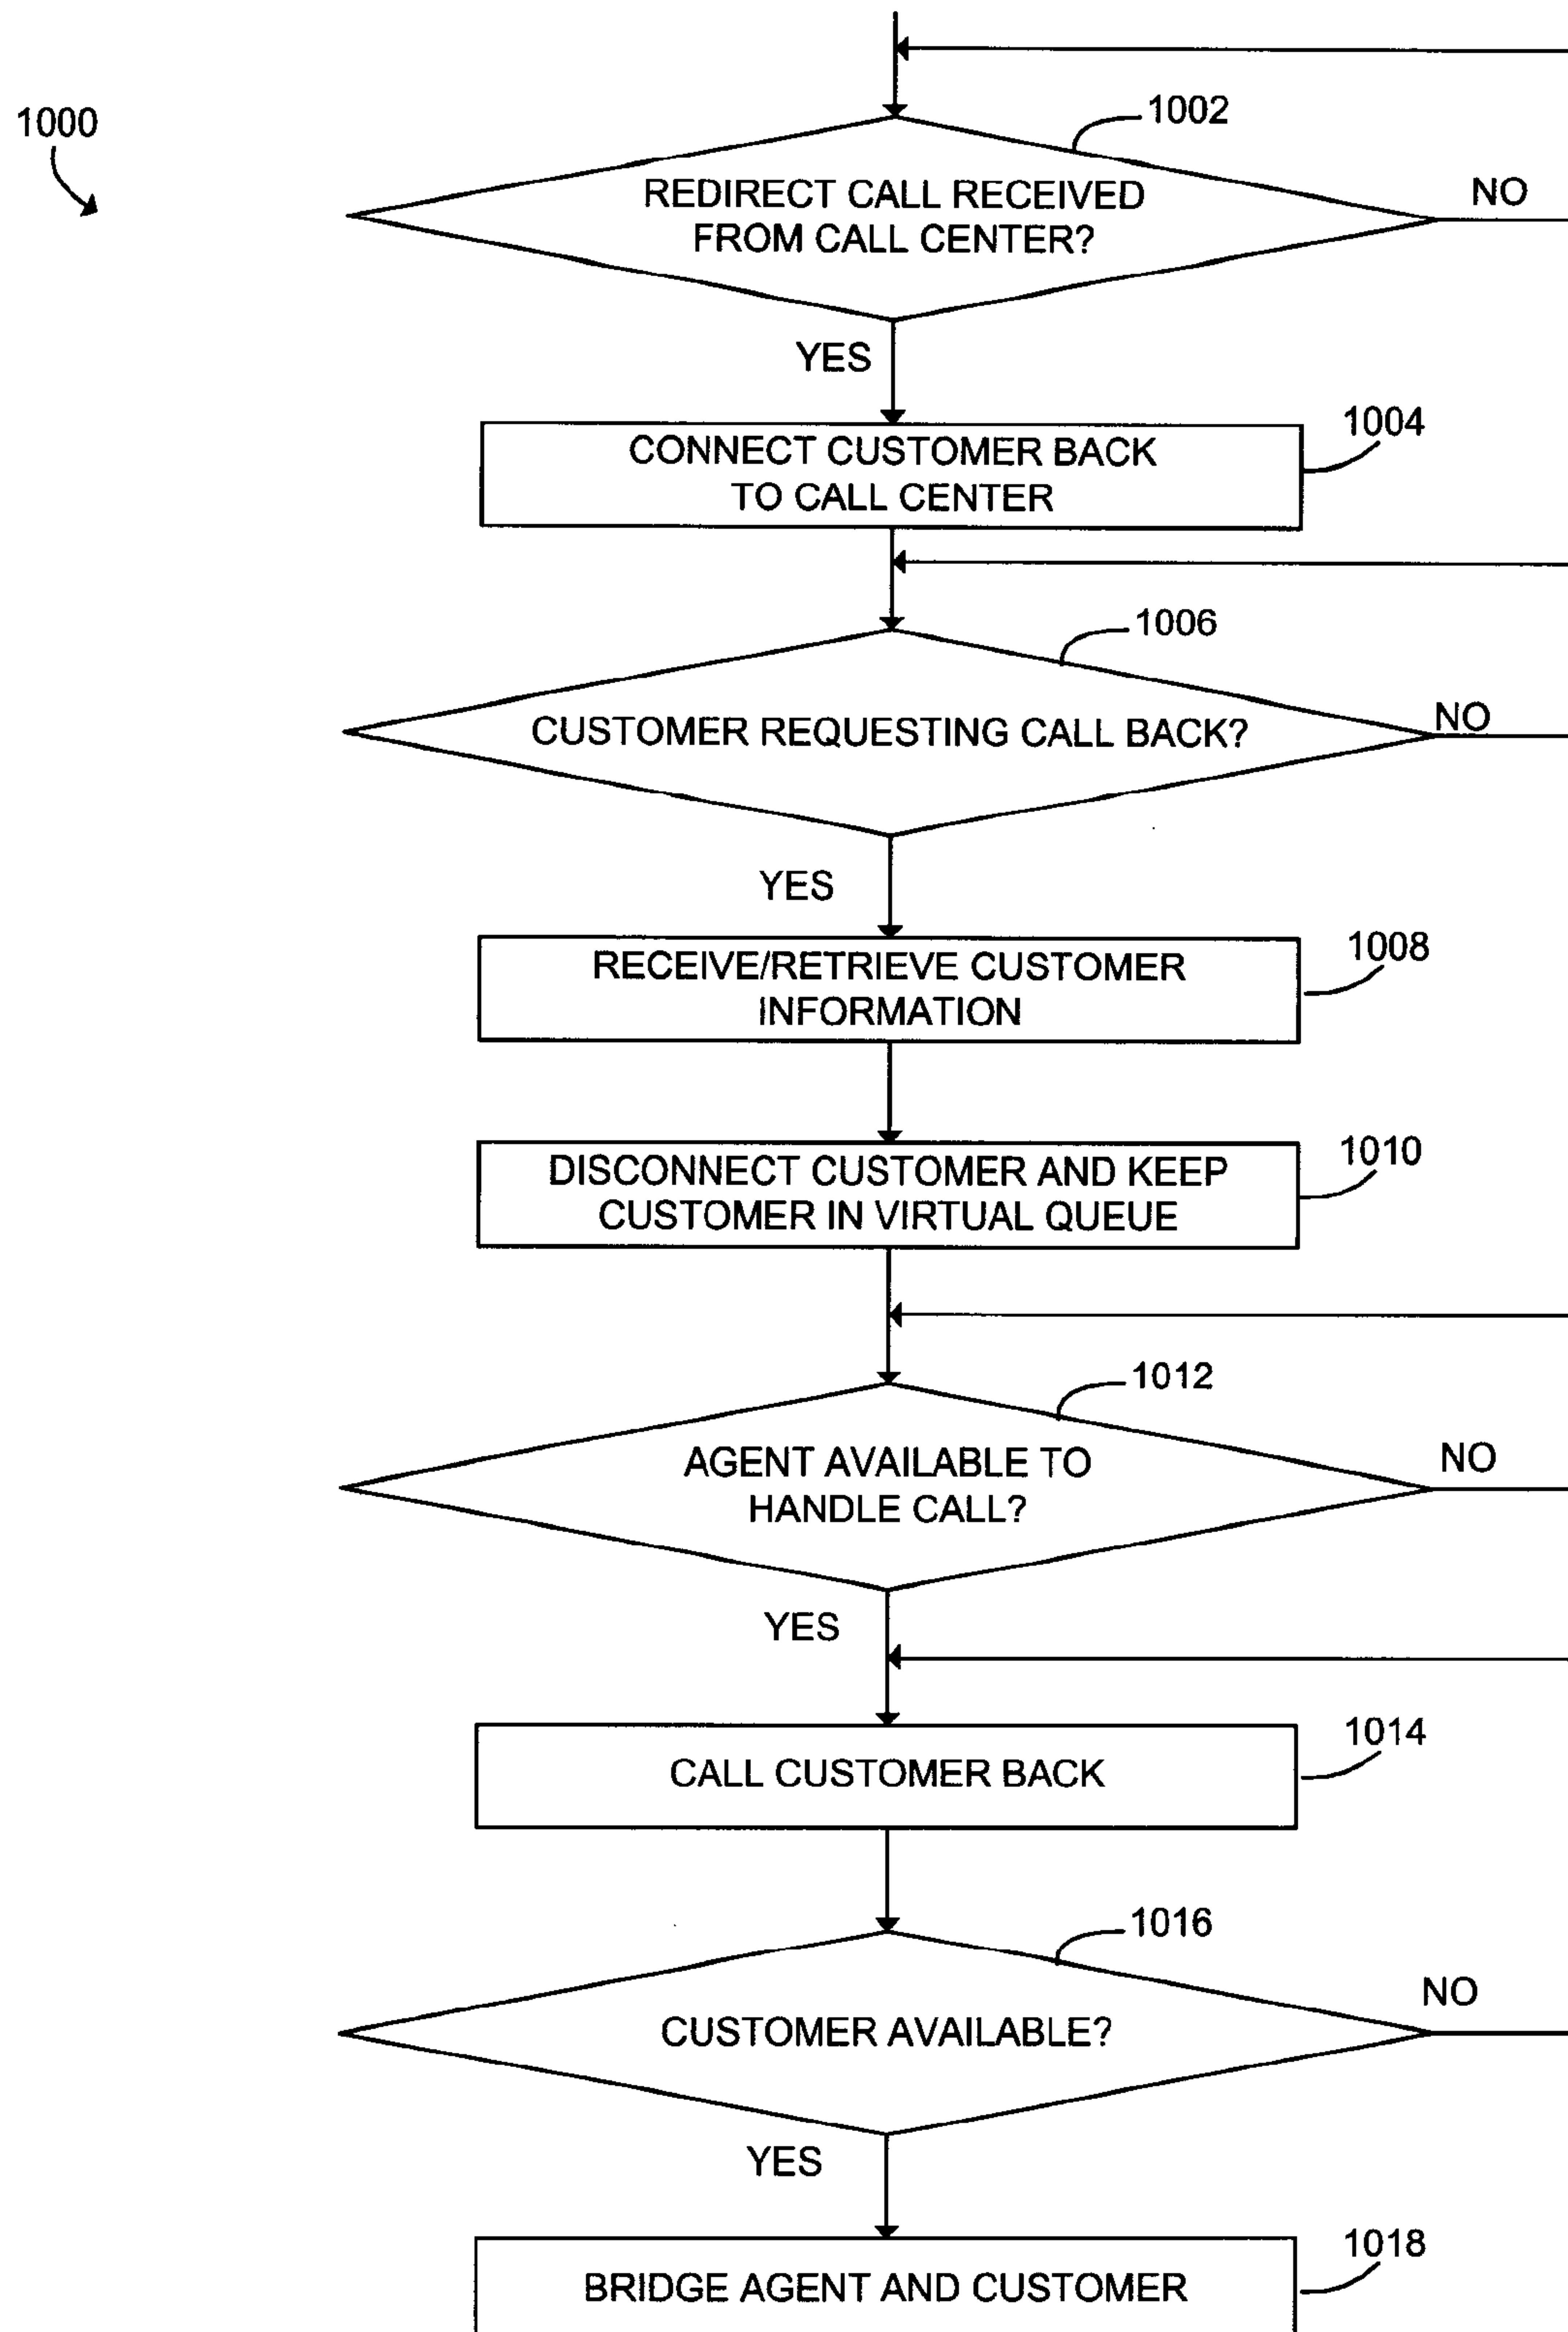 1000
1002
REDIRECT CALL RECEIVED
FROM CALL CENTER?
NO
YES
1004
CONNECT CUSTOMER BACK
TO CALL CENTER
1006
CUSTOMER REQUESTING CALL BACK?
NO
YES
1008
RECEIVE/RETRIEVE CUSTOMER
INFORMATION
1010
DISCONNECT CUSTOMER AND KEEP
CUSTOMER IN VIRTUAL QUEUE
1012
AGENT AVAILABLE TO
HANDLE CALL?
NO
YES
1014
CALL CUSTOMER BACK
1016
CUSTOMER AVAILABLE?
NO
YES
1018
BRIDGE AGENT AND CUSTOMER